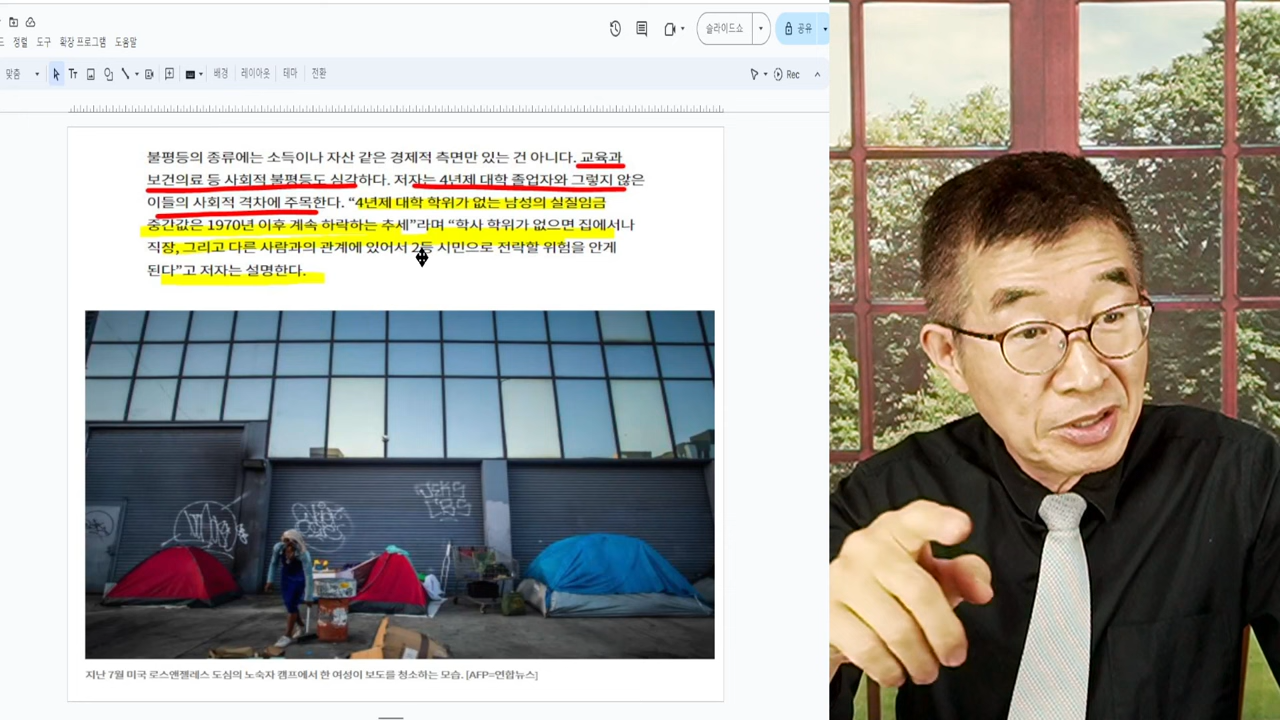 정렬 도구 확장 프로그램 도움말
슬라이드쇼
공유
맞춤
Tт
배경 레이아웃 테마 전환
Rec
불평등의 종류에는 소득이나 자산 같은 경제적 측면만 있는 건 아니다. 교육과
보건의료 등 사회적 불평등도 심각하다. 저자는 4년제 대학 졸업자와 그렇지 않은
이들의 사회적 격차에 주목한다. “4년제 대학 학위가 없는 남성의 실질임금
중간값은 1970년 이후 계속 하락하는 추세”라며 “학사 학위가 없으면 집에서나
직장, 그리고 다른 사람과의 관계에 있어서 2등 시민으로 전락할 위험을 안게
된다”고 저자는 설명한다.
지난 7월 미국 로스앤젤레스 도심의 노숙자 캠프에서 한 여성이 보도를 청소하는 모습. [AFP=연합뉴스]